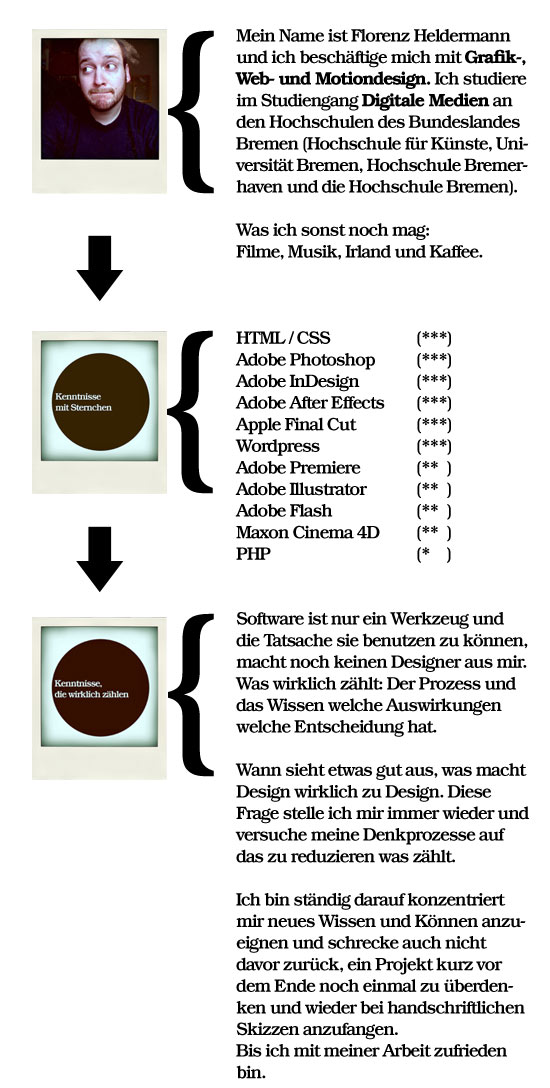 Mein Name ist Florenz Heldermann
und ich beschäftige mich mit Grafik-,
Web- und Motiondesign. Ich studiere
im Studiengang Digitale Medien an
den Hochschulen des Bundeslandes
Bremen (Hochschule für Künste, Uni-
versität Bremen, Hochschule Bremer-
haven und die Hochschule Bremen).
Was ich sonst noch mag:
Filme, Musik, Irland und Kaffee.
Kenntnisse
mit Sternchen
HTML / CSS (***)
Adobe Photoshop (***)
Adobe InDesign (***)
Adobe After Effects (***)
Apple Final Cut (***)
Wordpress (***)
Adobe Premiere (** )
Adobe Illustrator (** )
Adobe Flash (** )
Maxon Cinema 4D (** )
PHP (* )
Kenntnisse,
die wirklich zählen
Software ist nur ein Werkzeug und
die Tatsache sie benutzen zu können,
macht noch keinen Designer aus mir.
Was wirklich zählt: Der Prozess und
das Wissen welche Auswirkungen
welche Entscheidung hat.
Wann sieht etwas gut aus, was macht
Design wirklich zu Design. Diese
Frage stelle ich mir immer wieder und
versuche meine Denkprozesse auf
das zu reduzieren was zählt.
Ich bin ständig darauf konzentriert
mir neues Wissen und Können anzu-
eignen und schrecke auch nicht
davor zurück, ein Projekt kurz vor
dem Ende noch einmal zu überden-
ken und wieder bei handschriftlichen
Skizzen anzufangen.
Bis ich mit meiner Arbeit zufrieden
bin.